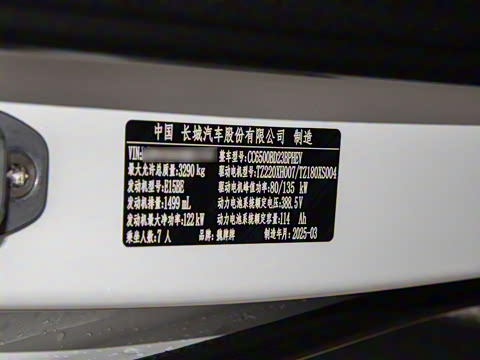 中国 长城汽车股份有限公司 制造
VIN: 整车型号:CC6500BD23BPHEV
最大允许总质量:3290 kg 驱动电机型号:TZ220XH007/TZ180XS004
发动机型号:E15BE 驱动电机峰值功率:80/135 kW
发动机排量:1499 mL 动力电池系统额定电压:388.5V
发动机最大净功率:122 kW 动力电池系统额定容量:114 Ah
乘坐人数:7 人 品牌:魏牌牌 制造年月:2025-03